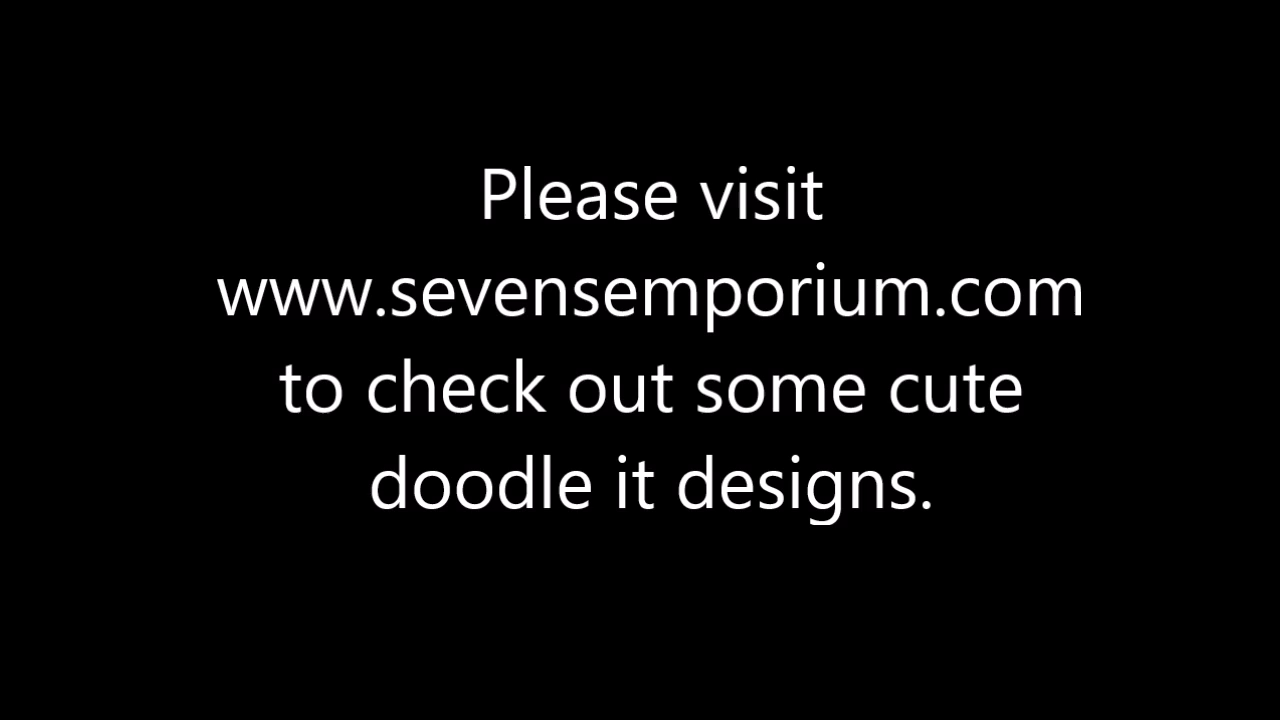 Please visit
www.sevensemporium.com
to check out some cute
doodle it designs.